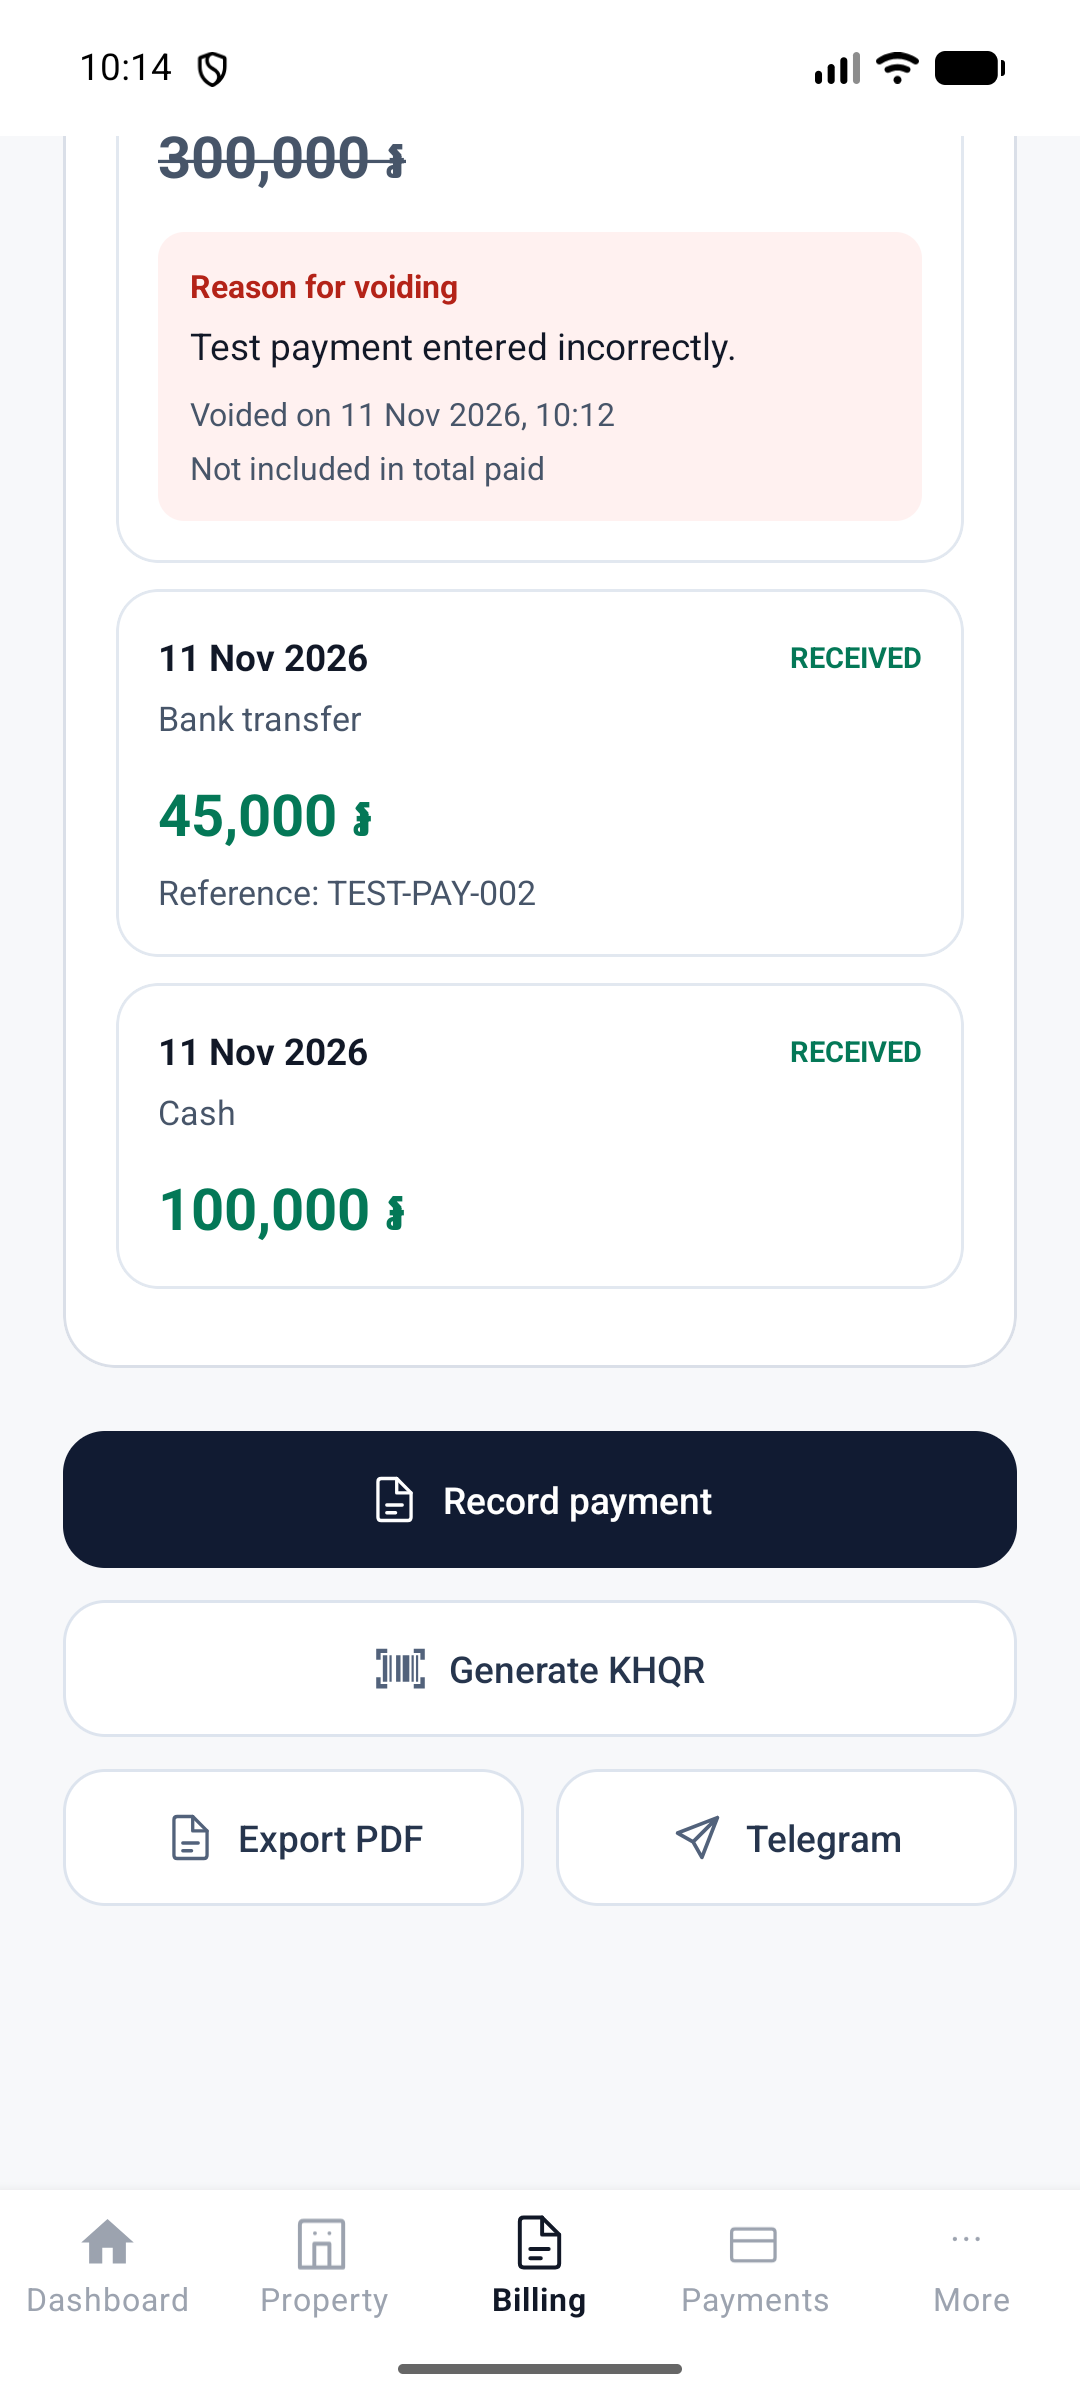 10:14
300,000 ៛
Reason for voiding
Test payment entered incorrectly.
Voided on 11 Nov 2026, 10:12
Not included in total paid
11 Nov 2026
RECEIVED
Bank transfer
45,000 ៛
Reference: TEST-PAY-002
11 Nov 2026
RECEIVED
Cash
100,000 ៛
Record payment
Generate KHQR
Export PDF
Telegram
Dashboard
Property
Billing
Payments
More